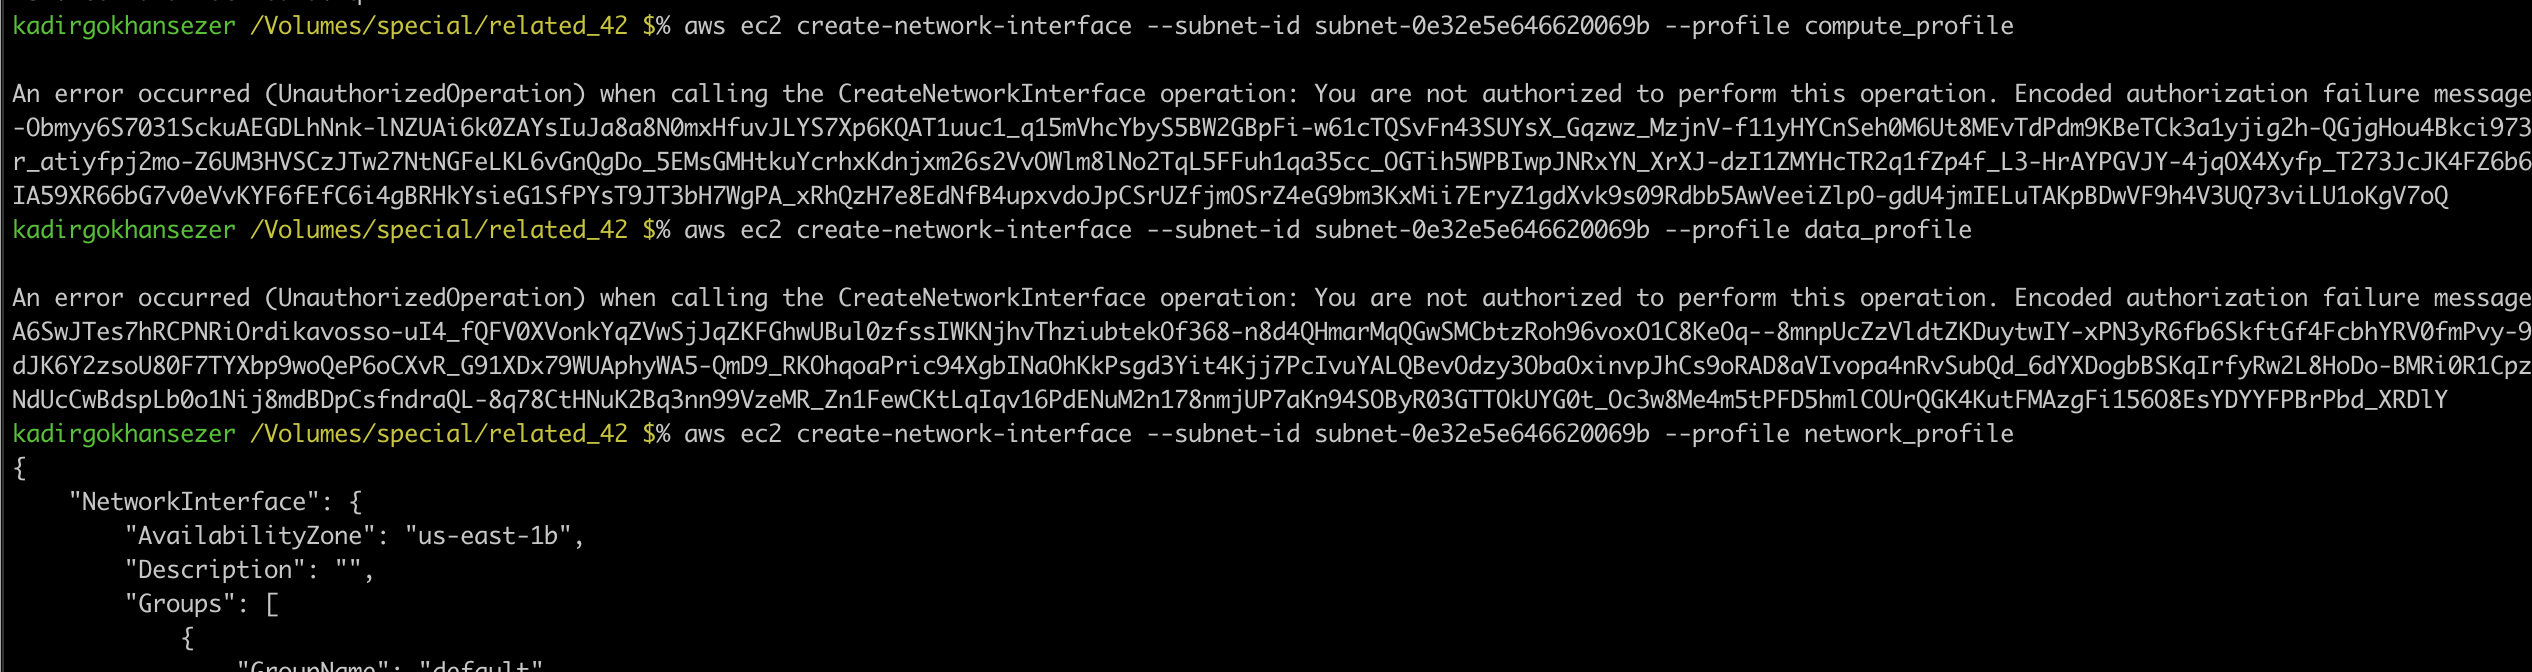 kadirgokhansezer /Volumes/special/related_42 $% aws ec2 create-network-interface --subnet-id subnet-0e32e5e646620069b --profile compute_profile
An error occurred (UnauthorizedOperation) when calling the CreateNetworkInterface operation: You are not authorized to perform this operation. Encoded authorization failure message
-Obmyy6S7031SckuAEGDLhNnk-lNZUAi6k0ZAYsIuJa8a8N0mxHfuvJLYS7Xp6KQAT1uuc1_q15mVhcYbyS5BW2GBpFi-w61cTQSvFn43SUYsX_Gqzwz_MzjnV-f11yHYCnSeh0M6Ut8MEvTdPdm9KBeTCk3a1yjig2h-QGjgHou4Bkci973
r_atiyfpj2mo-Z6UM3HVSCzJTw27NtNGFeLKL6vGnQgDo_5EMsGMHtkuYcrhxKdnjxm26s2VvOWlm8lNo2TqL5FFuh1qa35cc_OGTih5WPBIwpJNRxYN_XrXJ-dzI1ZMYHcTR2q1fZp4f_L3-HrAYPGVJY-4jqOX4Xyfp_T273JcJK4FZ6b6
IA59XR66bG7v0eVvKYF6fEfC6i4gBRHkYsieG1SfPYsT9JT3bH7WgPA_xRhQzH7e8EdNfB4upxvdoJpCSrUZfjmOSrZ4eG9bm3KxMii7EryZ1gdXvk9s09Rdbb5AwVeeiZlpO-gdU4jmIELuTAKpBDwVF9h4V3UQ73viLU1oKgV7oQ
kadirgokhansezer /Volumes/special/related_42 $% aws ec2 create-network-interface --subnet-id subnet-0e32e5e646620069b --profile data_profile
An error occurred (UnauthorizedOperation) when calling the CreateNetworkInterface operation: You are not authorized to perform this operation. Encoded authorization failure message
A6SwJTes7hRCPNRiOrdikavosso-uI4_fQFV0XVonkYqZVwSjJqZKFGhwUBul0zfssIWKNjhvThziubtekOf368-n8d4QHmarMqQGwSMCbtzRoh96voxO1C8KeOq--8mnpUcZzVldtZKDuytwIY-xPN3yR6fb6SkftGf4FcbhYRV0fmPvy-9
dJK6Y2zsoU80F7TYXbp9woQeP6oCXvR_G91XDx79WUAphyWA5-QmD9_RKOhqoaPric94XgbINaOhKkPsgd3Yit4Kjj7PcIvuYALQBevOdzy3ObaOxinvpJhCs9oRAD8aVIvopa4nRvSubQd_6dYXDogbBSKqIrfyRw2L8HoDo-BMRi0R1Cpz
NdUcCwBdspLb0o1Nij8mdBDpCsfndraQL-8q78CtHNuK2Bq3nn99VzeMR_Zn1FewCKtLqIqv16PdENuM2n178nmjUP7aKn94SOByR03GTTOkUYG0t_Oc3w8Me4m5tPFD5hmlCOUrQGK4KutFMAzgFi156O8EsYDYYFPBrPbd_XRDlY
kadirgokhansezer /Volumes/special/related_42 $% aws ec2 create-network-interface --subnet-id subnet-0e32e5e646620069b --profile network_profile
{
"NetworkInterface": {
"AvailabilityZone": "us-east-1b",
"Description": "",
"Groups": [
{
"GroupName": "default"